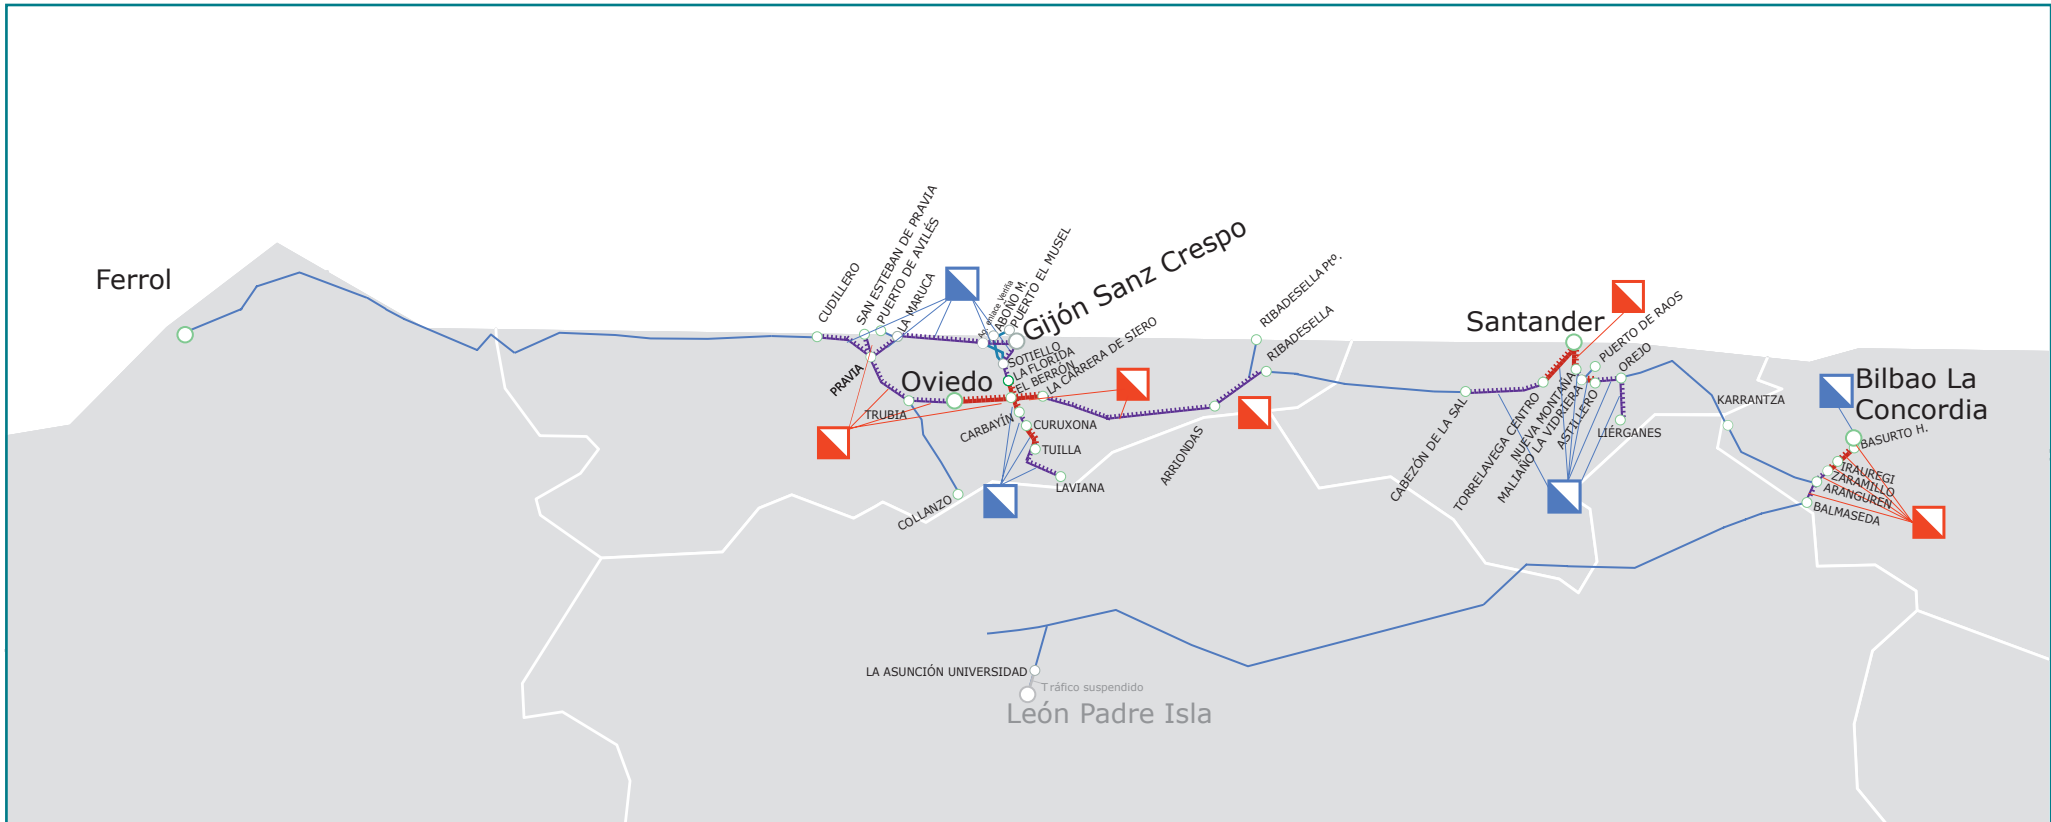 Ferrol
CUDILLERO
SAN ESTEBAN DE PRAVIA
PUERTO DE AVILÉS
LA MARUCA
Ag. enlace Veriña
ABOÑO M.
PUERTO EL MUSEL
Gijón Sanz Crespo
SOTIELLO
LA FLORIDA
EL BERRÓN
LA CARRERA DE SIERO
PRAVIA
Oviedo
TRUBIA
CARBAYÍN
CURUXONA
TUILLA
LAVIANA
COLLANZO
RIBADESELLA Ptº.
RIBADESELLA
ARRIONDAS
Santander
PUERTO DE RAOS
OREJO
CABEZÓN DE LA SAL
TORRELAVEGA CENTRO
NUEVA MONTAÑA
MALIAÑO LA VIDRIERA
ASTILLERO
LIÉRGANES
KARRANTZA
Bilbao La
Concordia
BASURTO H.
IRAUREGI
ZARAMILLO
ARANGUREN
BALMASEDA
LA ASUNCIÓN UNIVERSIDAD
Tráfico suspendido
León Padre Isla